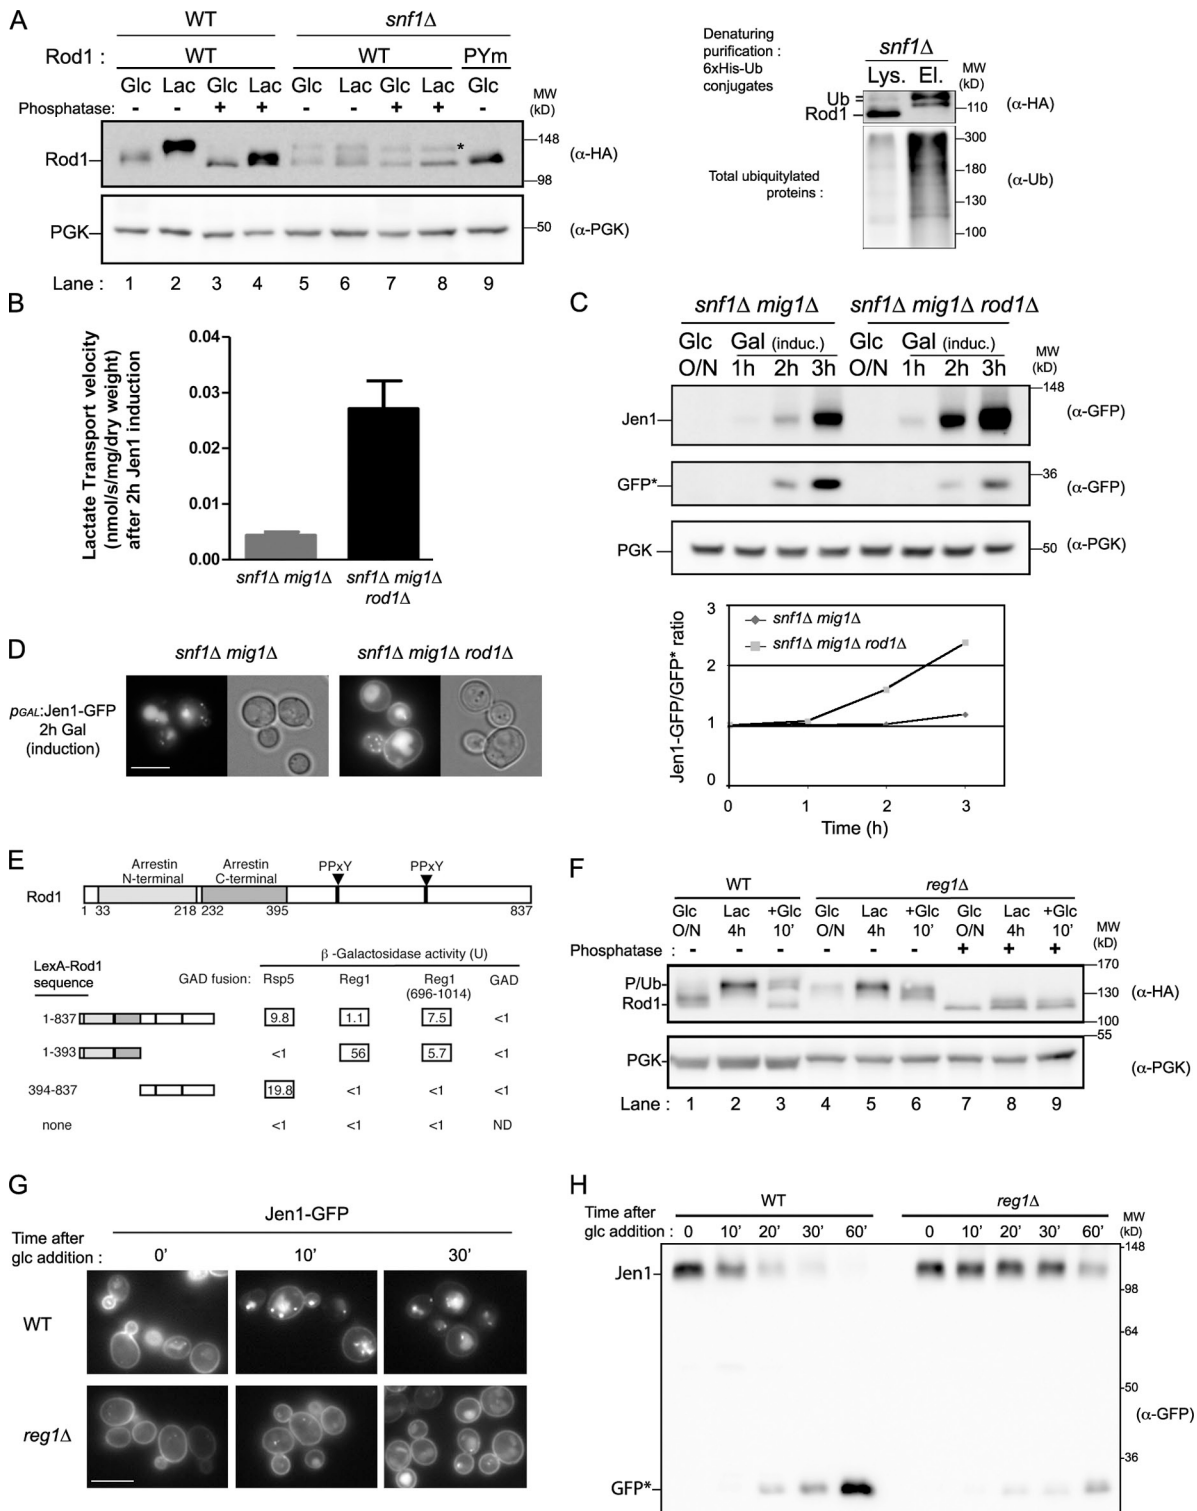 A
WT
snf1Δ
Rod1 :
WT
WT
PYm
Glc Lac Glc Lac Glc Lac Glc Lac Glc
Phosphatase: - - + + - - + + -
MW
(kD)
Rod1
*
148
98
(α-HA)
PGK
50
(α-PGK)
Lane : 1 2 3 4 5 6 7 8 9
Denaturing
purification :
6xHis-Ub
conjugates
snf1Δ
Lys. El.
MW
(kD)
Ub
Rod1
110
(α-HA)
Total ubiquitylated
proteins :
300
180
130
100
(α-Ub)
B
Lactate Transport velocity
(nmol/s/mg/dry weight)
after 2h Jen1 induction
0.04
0.03
0.02
0.01
0.00
snf1Δ mig1Δ
snf1Δ mig1Δ
rod1Δ
C
snf1Δ mig1Δ
snf1Δ mig1Δ rod1Δ
Glc Gal (induc.) Glc Gal (induc.)
O/N 1h 2h 3h O/N 1h 2h 3h
MW
(kD)
148
Jen1
(α-GFP)
GFP*
36
(α-GFP)
PGK
50
(α-PGK)
Jen1-GFP/GFP* ratio
3
2
1
0
snf1Δ mig1Δ
snf1Δ mig1Δ rod1Δ
0 1 2 3
Time (h)
D
snf1Δ mig1Δ
snf1Δ mig1Δ rod1Δ
pGAL:Jen1-GFP
2h Gal
(induction)
E
Arrestin
N-terminal
Arrestin
C-terminal
PPxY
PPxY
Rod1
1 33 218 232 395 837
LexA-Rod1
sequence
β -Galactosidase activity (U)
GAD fusion: Rsp5 Reg1 Reg1
(696-1014) GAD
1-837 9.8 1.1 7.5 <1
1-393 <1 56 5.7 <1
394-837 19.8 <1 <1 <1
none <1 <1 <1 ND
F
WT
reg1Δ
Glc Lac +Glc Glc Lac +Glc Glc Lac +Glc
O/N 4h 10' O/N 4h 10' O/N 4h 10'
Phosphatase : - - - - - - + + +
MW
(kD)
170
P/Ub
Rod1
130
100
(α-HA)
55
PGK
(α-PGK)
Lane : 1 2 3 4 5 6 7 8 9
G
Jen1-GFP
Time after
glc addition :
0' 10' 30'
WT
reg1Δ
H
WT
reg1Δ
Time after
glc addition : 0 10' 20' 30' 60' 0 10' 20' 30' 60'
MW
(kD)
148
Jen1
98
64
50
(α-GFP)
36
GFP*